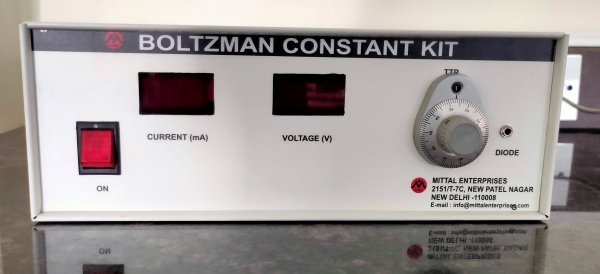 BOLTZMAN CONSTANT KIT
TTR
CURRENT (mA)
VOLTAGE (V)
DIODE
ON
MITTAL ENTERPRISES
2151/T-7C, NEW PATEL NAGAR
NEW DELHI -110008
E-mail : info@mittalenterprises.com